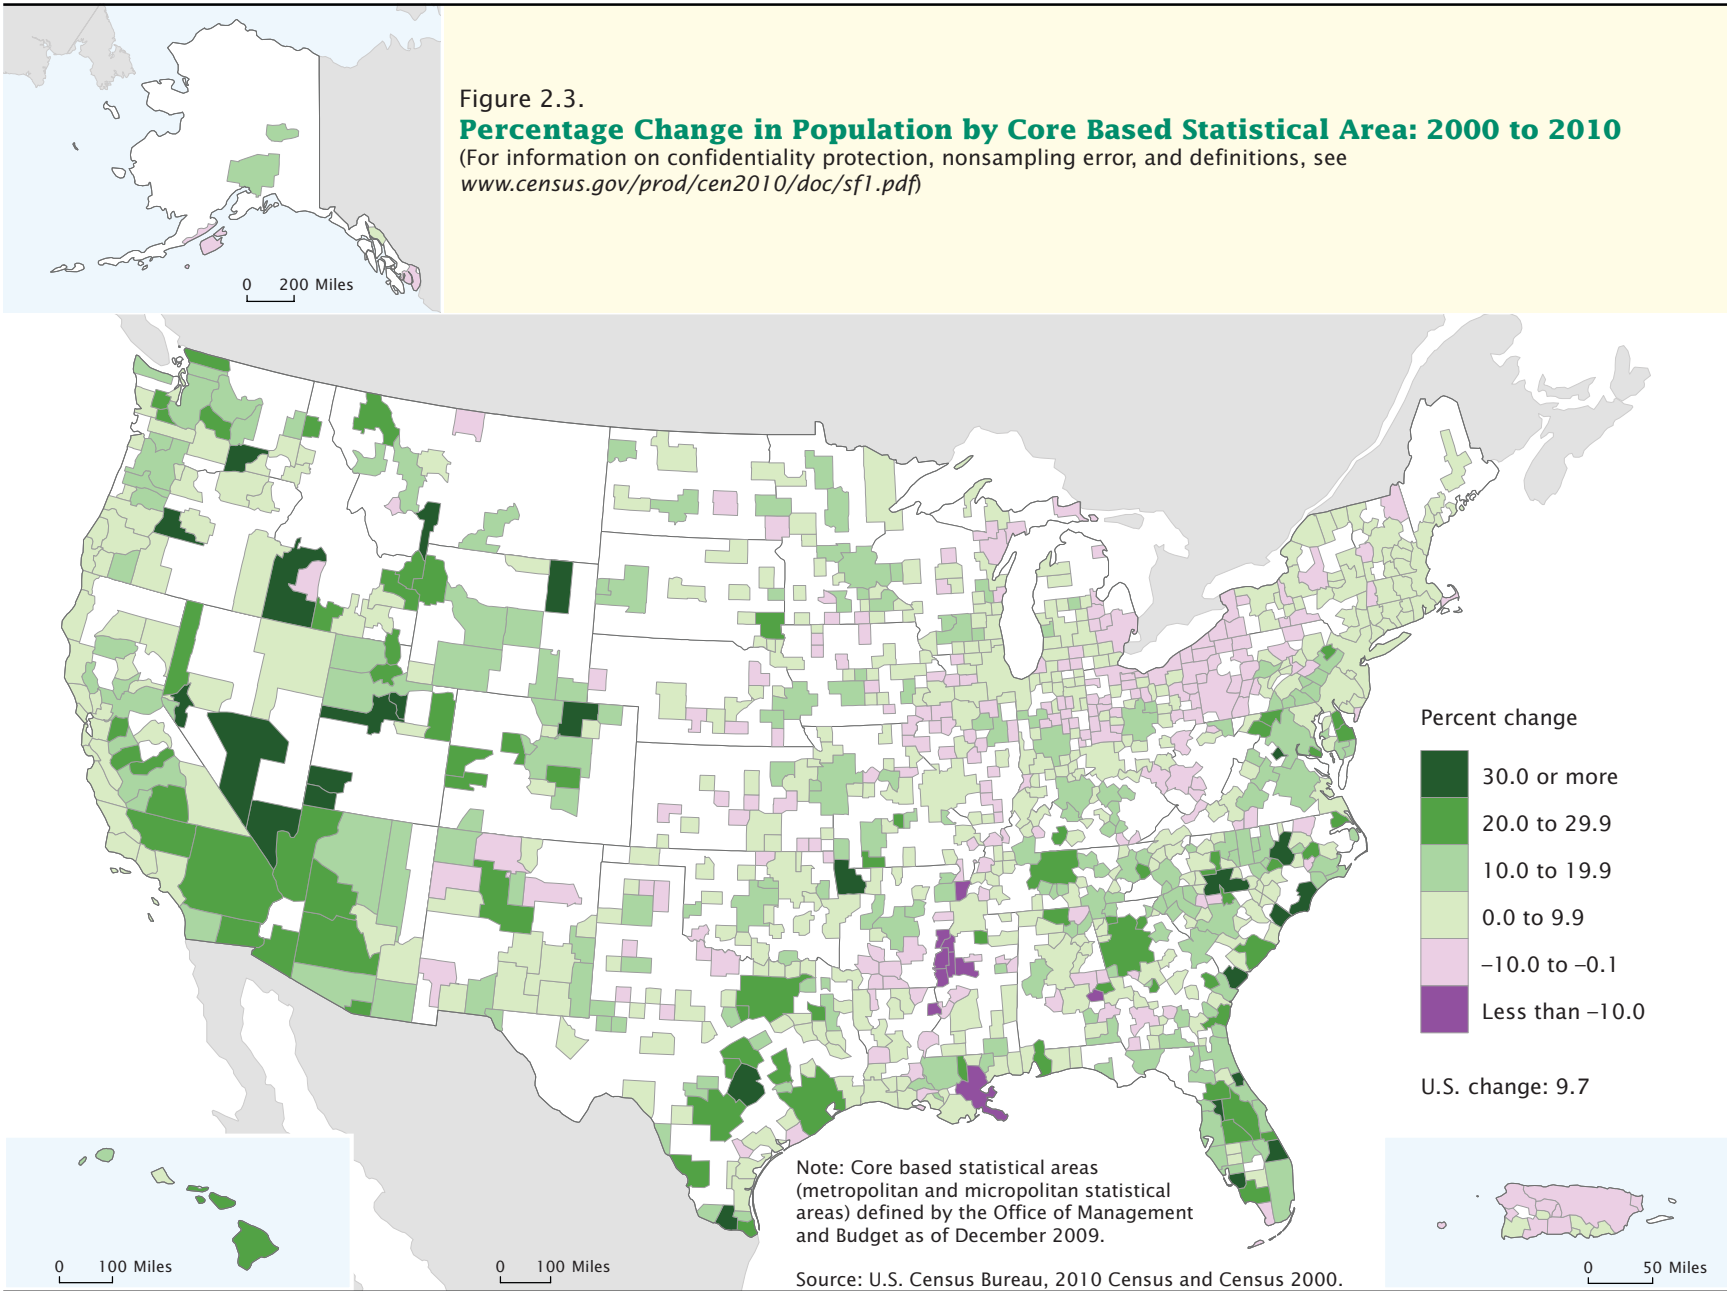 Figure 2.3.
Percentage Change in Population by Core Based Statistical Area: 2000 to 2010
(For information on confidentiality protection, nonsampling error, and definitions, see
www.census.gov/prod/cen2010/doc/sf1.pdf)
0 200 Miles
Percent change
30.0 or more
20.0 to 29.9
10.0 to 19.9
0.0 to 9.9
–10.0 to –0.1
Less than –10.0
U.S. change: 9.7
Note: Core based statistical areas
(metropolitan and micropolitan statistical
areas) defined by the Office of Management
and Budget as of December 2009.
Source: U.S. Census Bureau, 2010 Census and Census 2000.
0 100 Miles
0 100 Miles
0 50 Miles